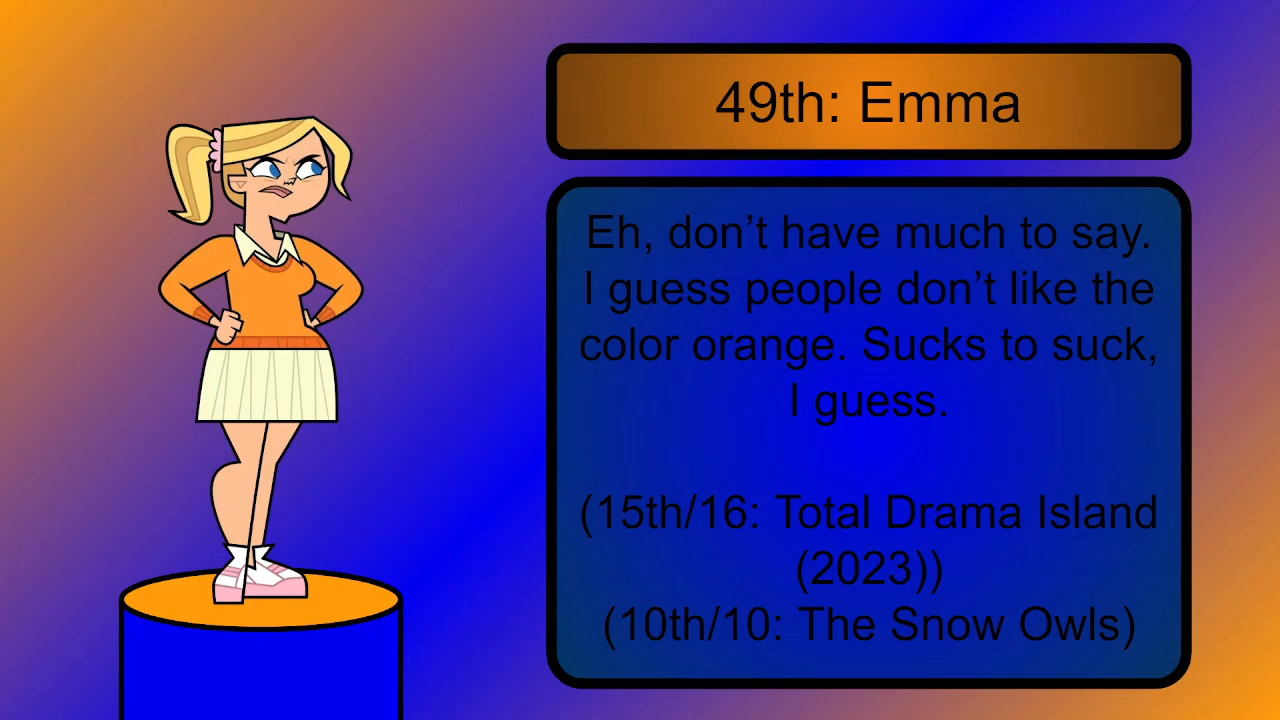 49th: Emma
Eh, don’t have much to say.
I guess people don’t like the
color orange. Sucks to suck,
I guess.
(15th/16: Total Drama Island
(2023))
(10th/10: The Snow Owls)